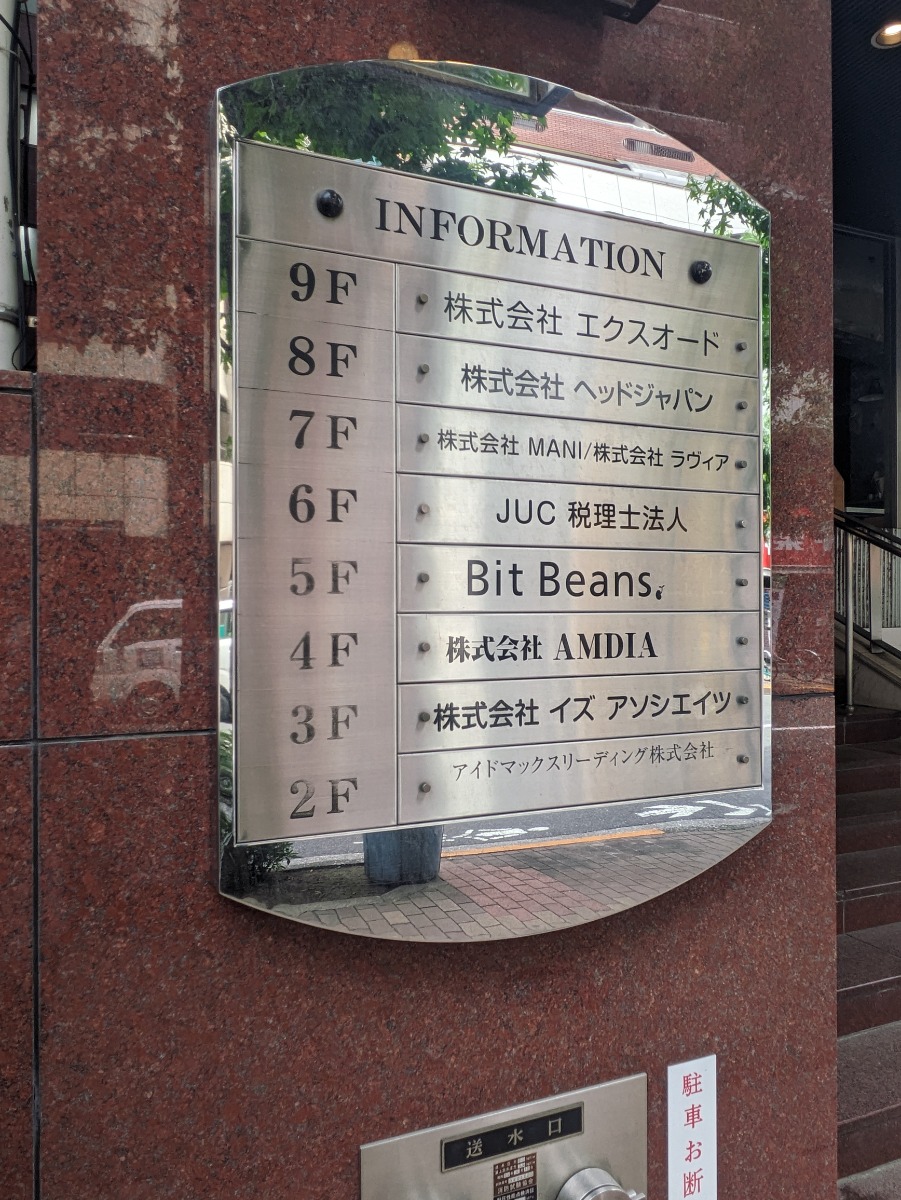 INFORMATION
9F 株式会社 エクスオード
8F 株式会社 ヘッドジャパン
7F 株式会社 MANI/株式会社 ラヴィア
6F JUC 税理士法人
5F Bit Beans.
4F 株式会社 AMDIA
3F 株式会社 イズ アソシエイツ
2F アイドマックスリーディング株式会社
送水口
駐車お断